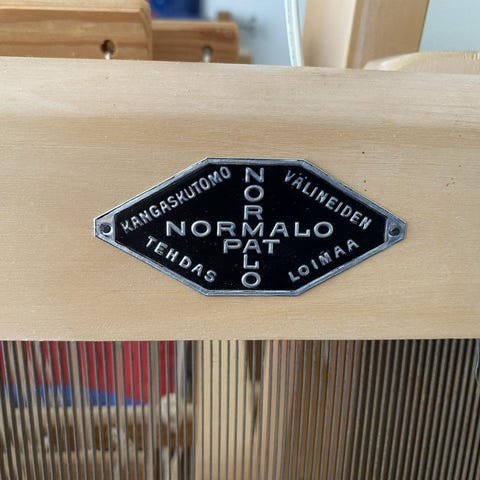 KANGASKUTOMO
VÄLINEIDEN
NORMALO
NORMALO
PAT
TEHDAS
LOIMAA